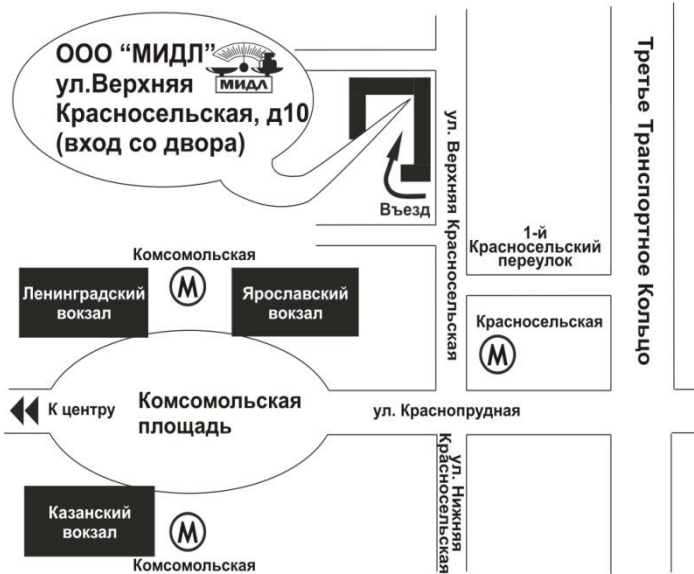 ООО “МИДЛ”
ул.Верхняя
Красносельская, д10
(вход со двора)
МИДЛ
Въезд
ул. Верхняя Красносельская
Третье Транспортное Кольцо
1-й
Красносельский
переулок
Комсомольская
М
Ленинградский
вокзал
Ярославский
вокзал
Красносельская
М
К центру
Комсомольская
площадь
ул. Краснопрудная
ул. Нижняя
Красносельская
Казанский
вокзал
М
Комсомольская